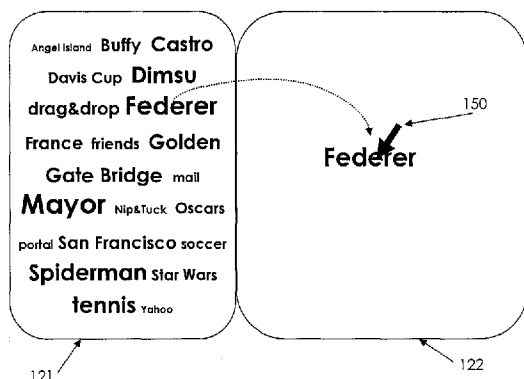 Angel Island Buffy Castro
Davis Cup Dimsu
drag&drop Federer
France friends Golden
Gate Bridge mail
Mayor Nip&Tuck Oscars
portal San Francisco soccer
Spiderman Star Wars
tennis Yahoo
150
Federer
121
122